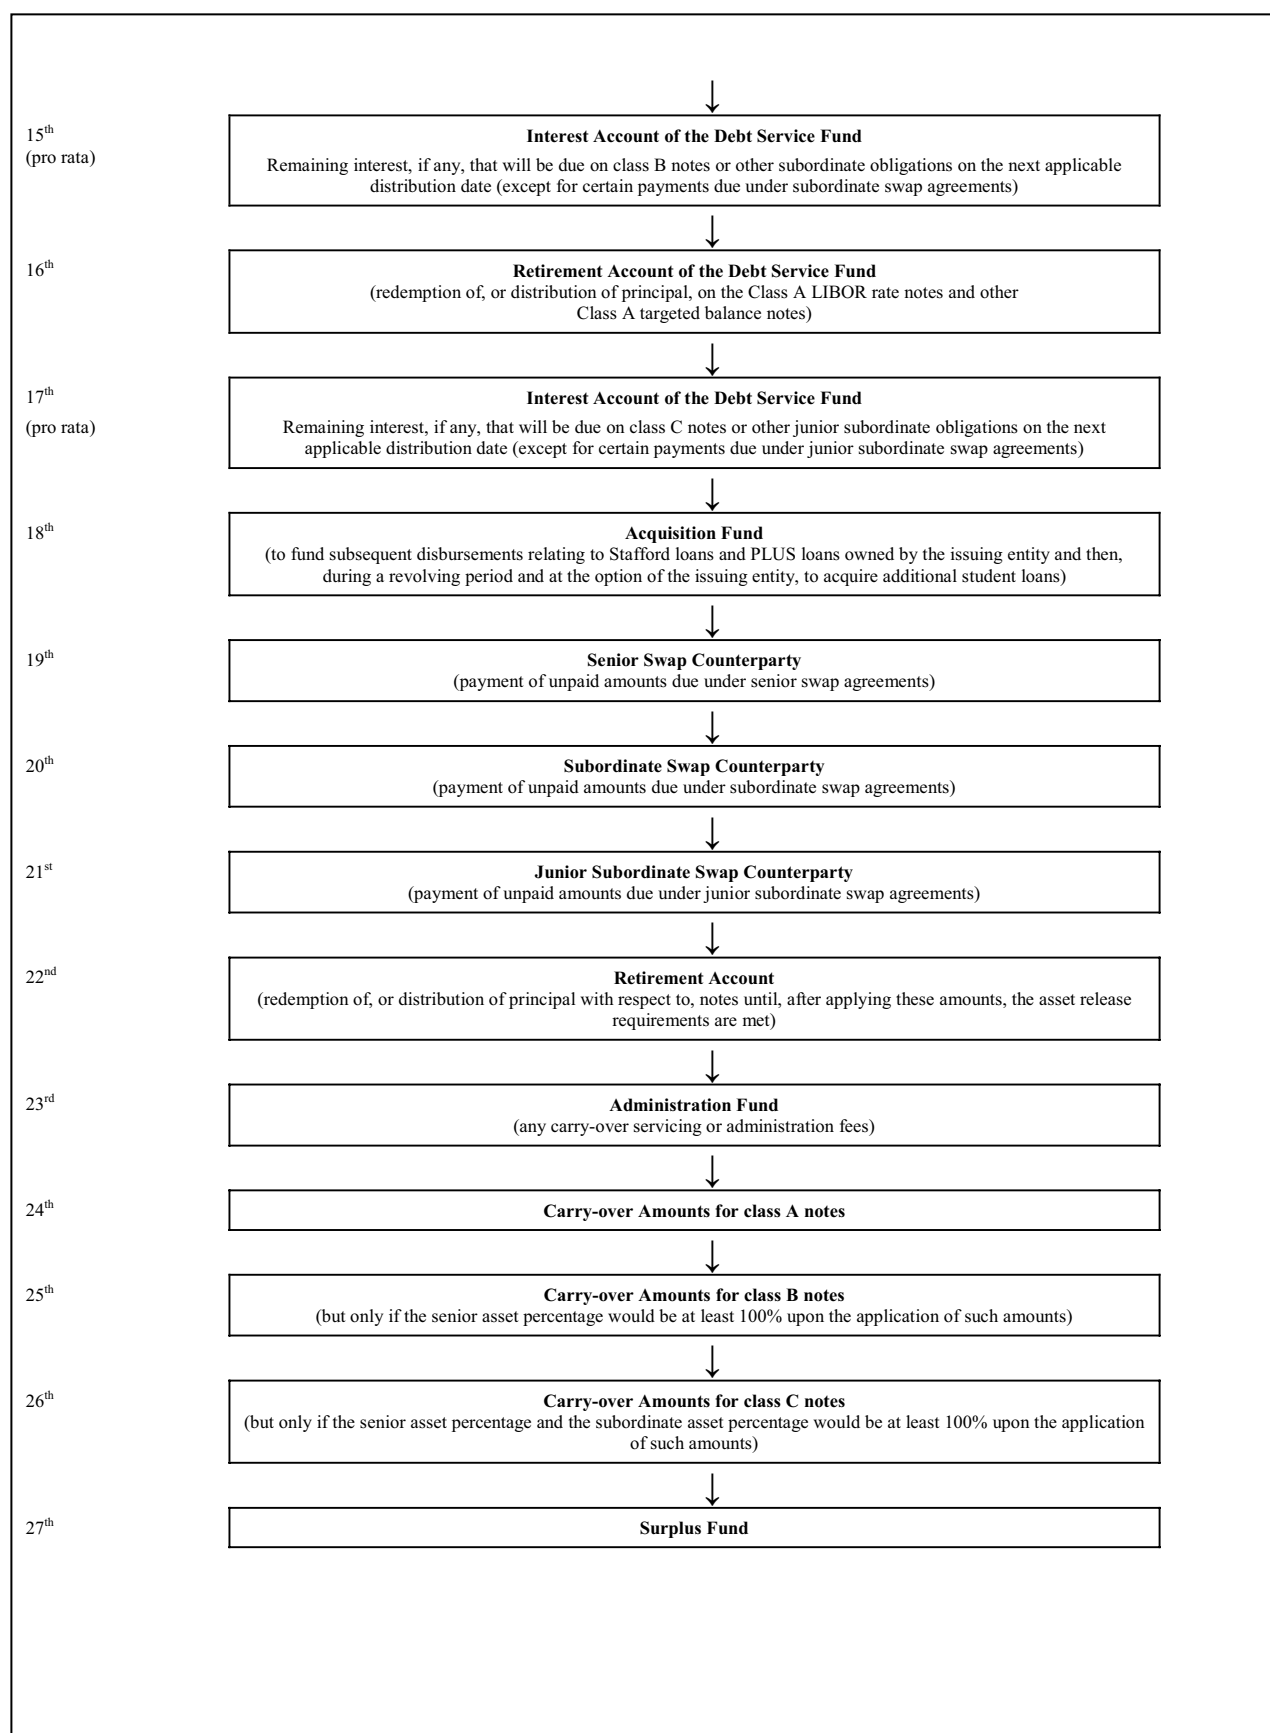 15th
(pro rata)
Interest Account of the Debt Service Fund
Remaining interest, if any, that will be due on class B notes or other subordinate obligations on the next applicable
distribution date (except for certain payments due under subordinate swap agreements)
16th
Retirement Account of the Debt Service Fund
(redemption of, or distribution of principal, on the Class A LIBOR rate notes and other
Class A targeted balance notes)
17th
(pro rata)
Interest Account of the Debt Service Fund
Remaining interest, if any, that will be due on class C notes or other junior subordinate obligations on the next
applicable distribution date (except for certain payments due under junior subordinate swap agreements)
18th
Acquisition Fund
(to fund subsequent disbursements relating to Stafford loans and PLUS loans owned by the issuing entity and then,
during a revolving period and at the option of the issuing entity, to acquire additional student loans)
19th
Senior Swap Counterparty
(payment of unpaid amounts due under senior swap agreements)
20th
Subordinate Swap Counterparty
(payment of unpaid amounts due under subordinate swap agreements)
21st
Junior Subordinate Swap Counterparty
(payment of unpaid amounts due under junior subordinate swap agreements)
22nd
Retirement Account
(redemption of, or distribution of principal with respect to, notes until, after applying these amounts, the asset release
requirements are met)
23rd
Administration Fund
(any carry-over servicing or administration fees)
24th
Carry-over Amounts for class A notes
25th
Carry-over Amounts for class B notes
(but only if the senior asset percentage would be at least 100% upon the application of such amounts)
26th
Carry-over Amounts for class C notes
(but only if the senior asset percentage and the subordinate asset percentage would be at least 100% upon the application
of such amounts)
27th
Surplus Fund